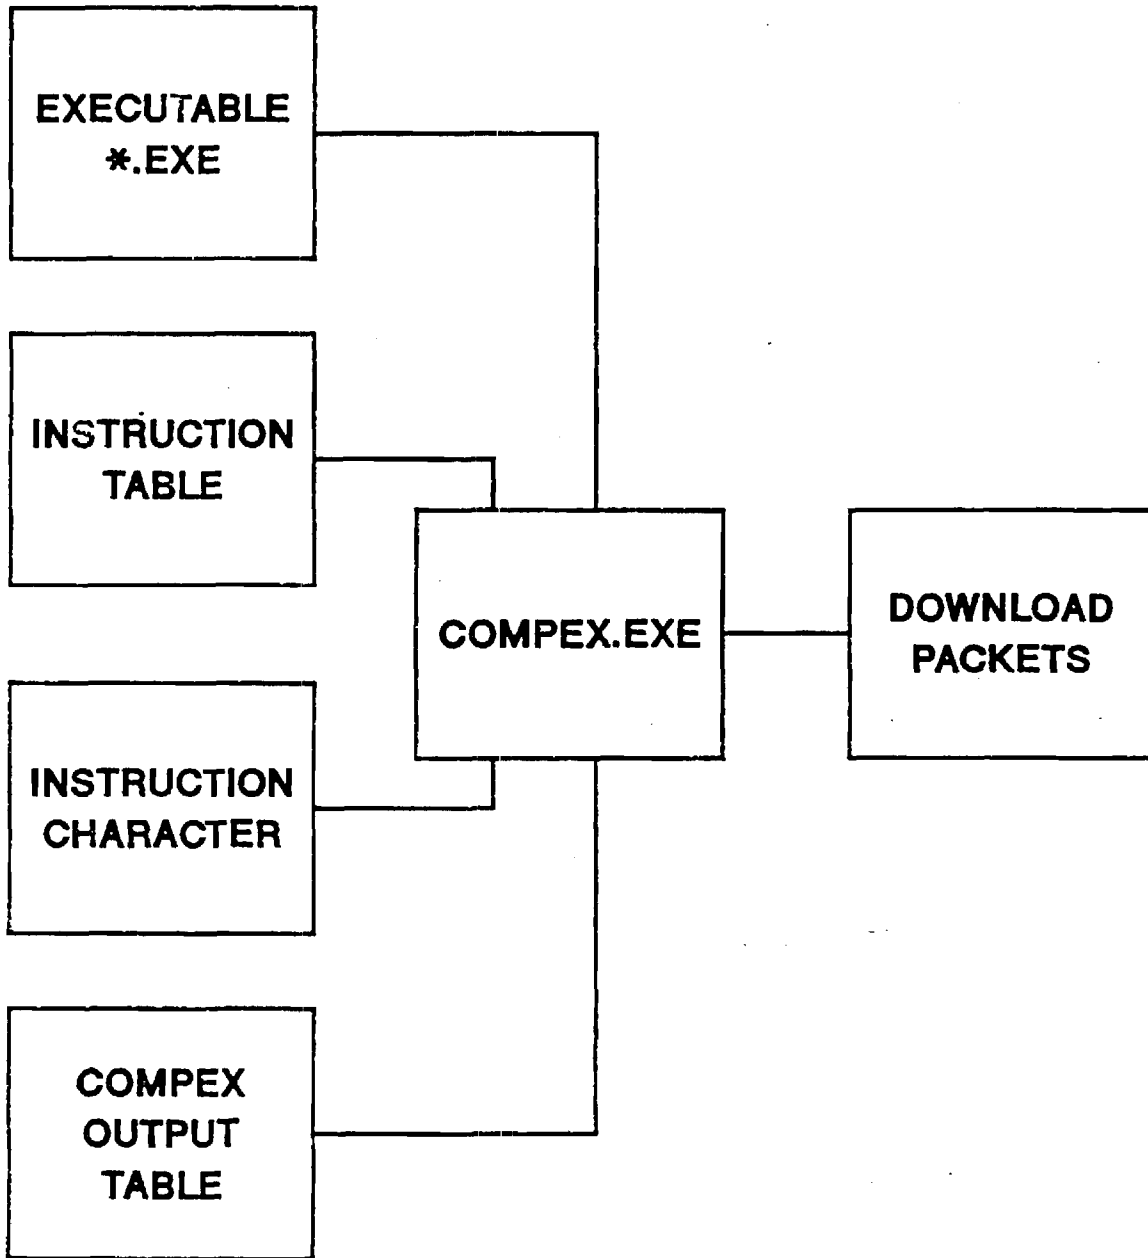 EXECUTABLE
*.EXE
INSTRUCTION
TABLE
INSTRUCTION
CHARACTER
COMPEX
OUTPUT
TABLE
COMPEX.EXE
DOWNLOAD
PACKETS